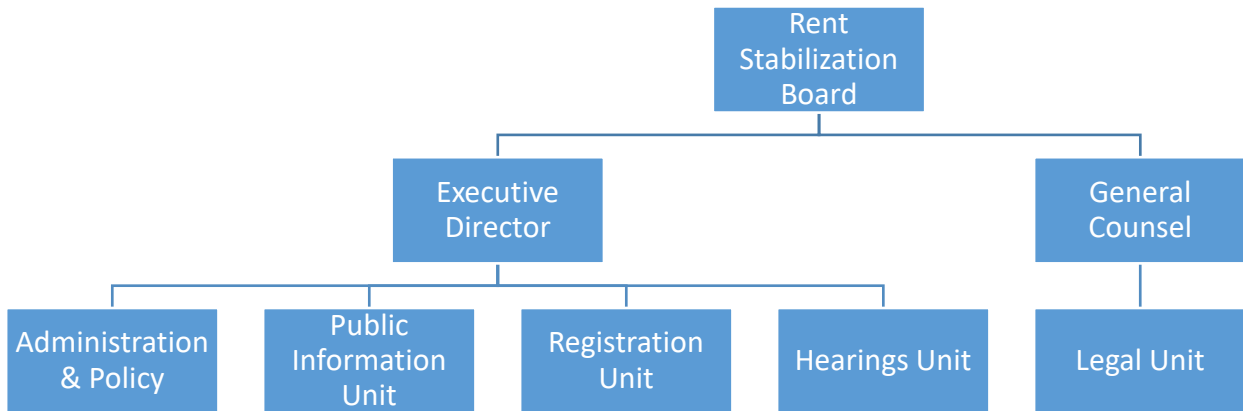 Rent
Stabilization
Board
Executive
Director
General
Counsel
Administration
& Policy
Public
Information
Unit
Registration
Unit
Hearings Unit
Legal Unit